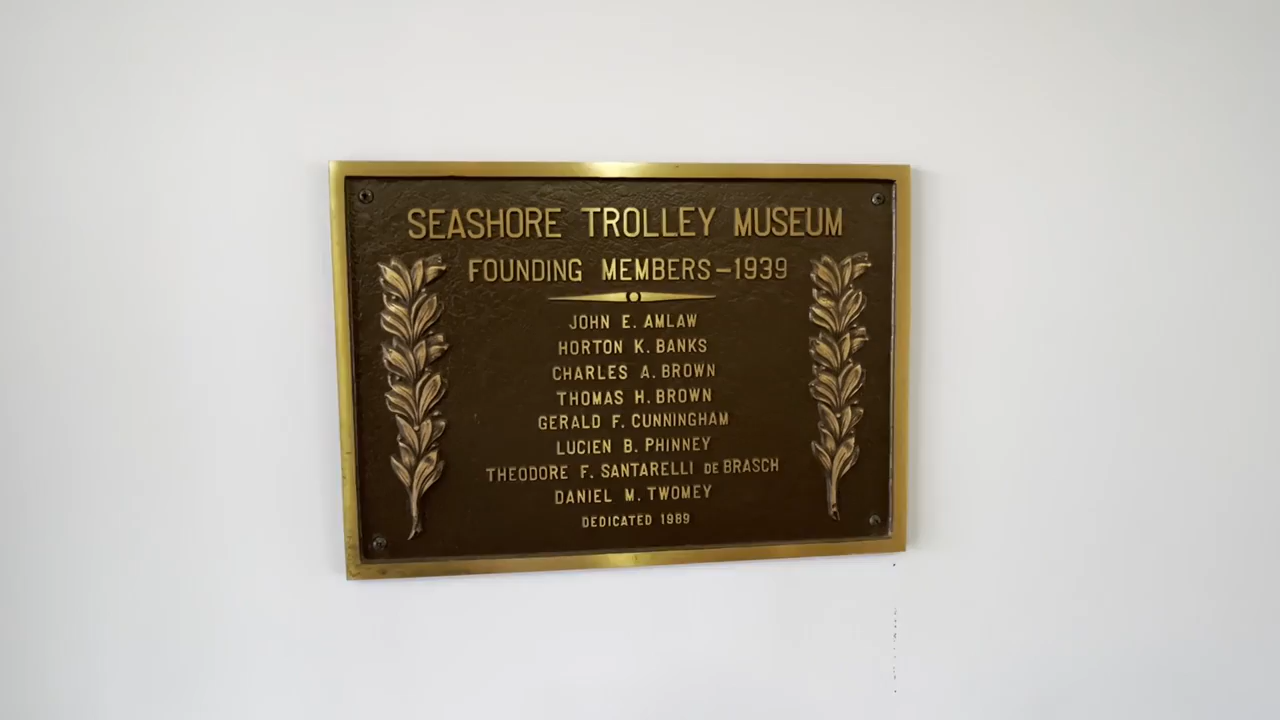 SEASHORE TROLLEY MUSEUM
FOUNDING MEMBERS-1939
JOHN E. AMLAW
HORTON K. BANKS
CHARLES A. BROWN
THOMAS H. BROWN
GERALD F. CUNNINGHAM
LUCIEN B. PHINNEY
THEODORE F. SANTARELLI DE BRASCH
DANIEL M. TWOMEY
DEDICATED 1989